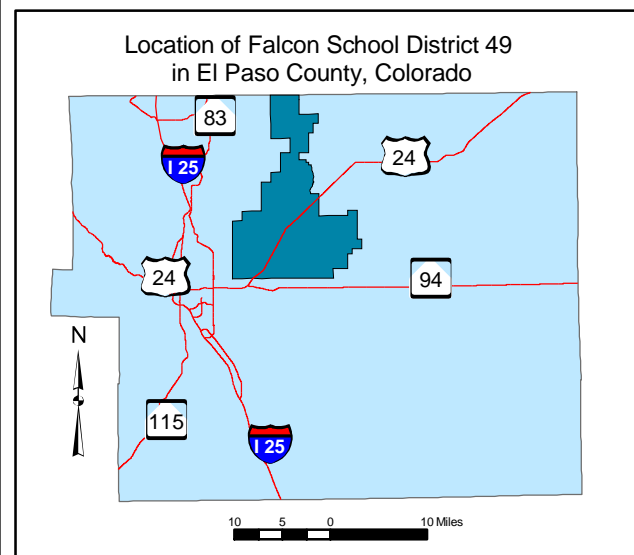 Location of Falcon School District 49
in El Paso County, Colorado
83
24
I 25
24
94
N
115
I 25
10 5 0 10 Miles